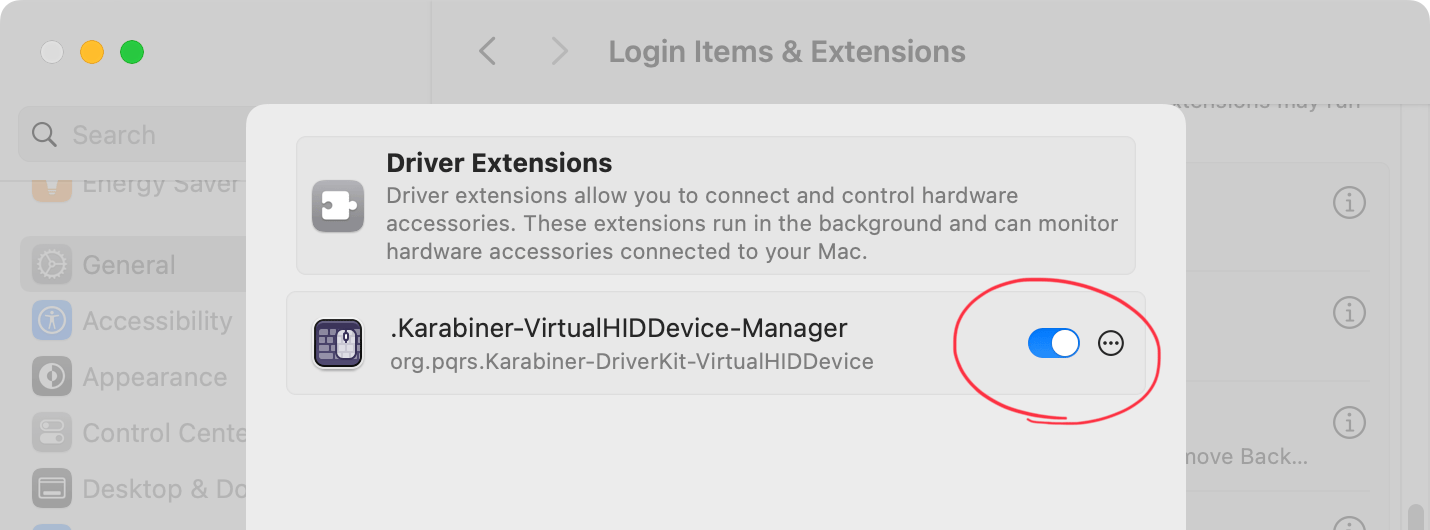 Login Items & Extensions
Search
Energy Saver
General
Accessibility
Appearance
Control Cente
Desktop & Do
Driver Extensions
Driver extensions allow you to connect and control hardware
accessories. These extensions run in the background and can monitor
hardware accessories connected to your Mac.
.Karabiner-VirtualHIDDevice-Manager
org.pqrs.Karabiner-DriverKit-VirtualHIDDevice
xtensions may run
move Back...